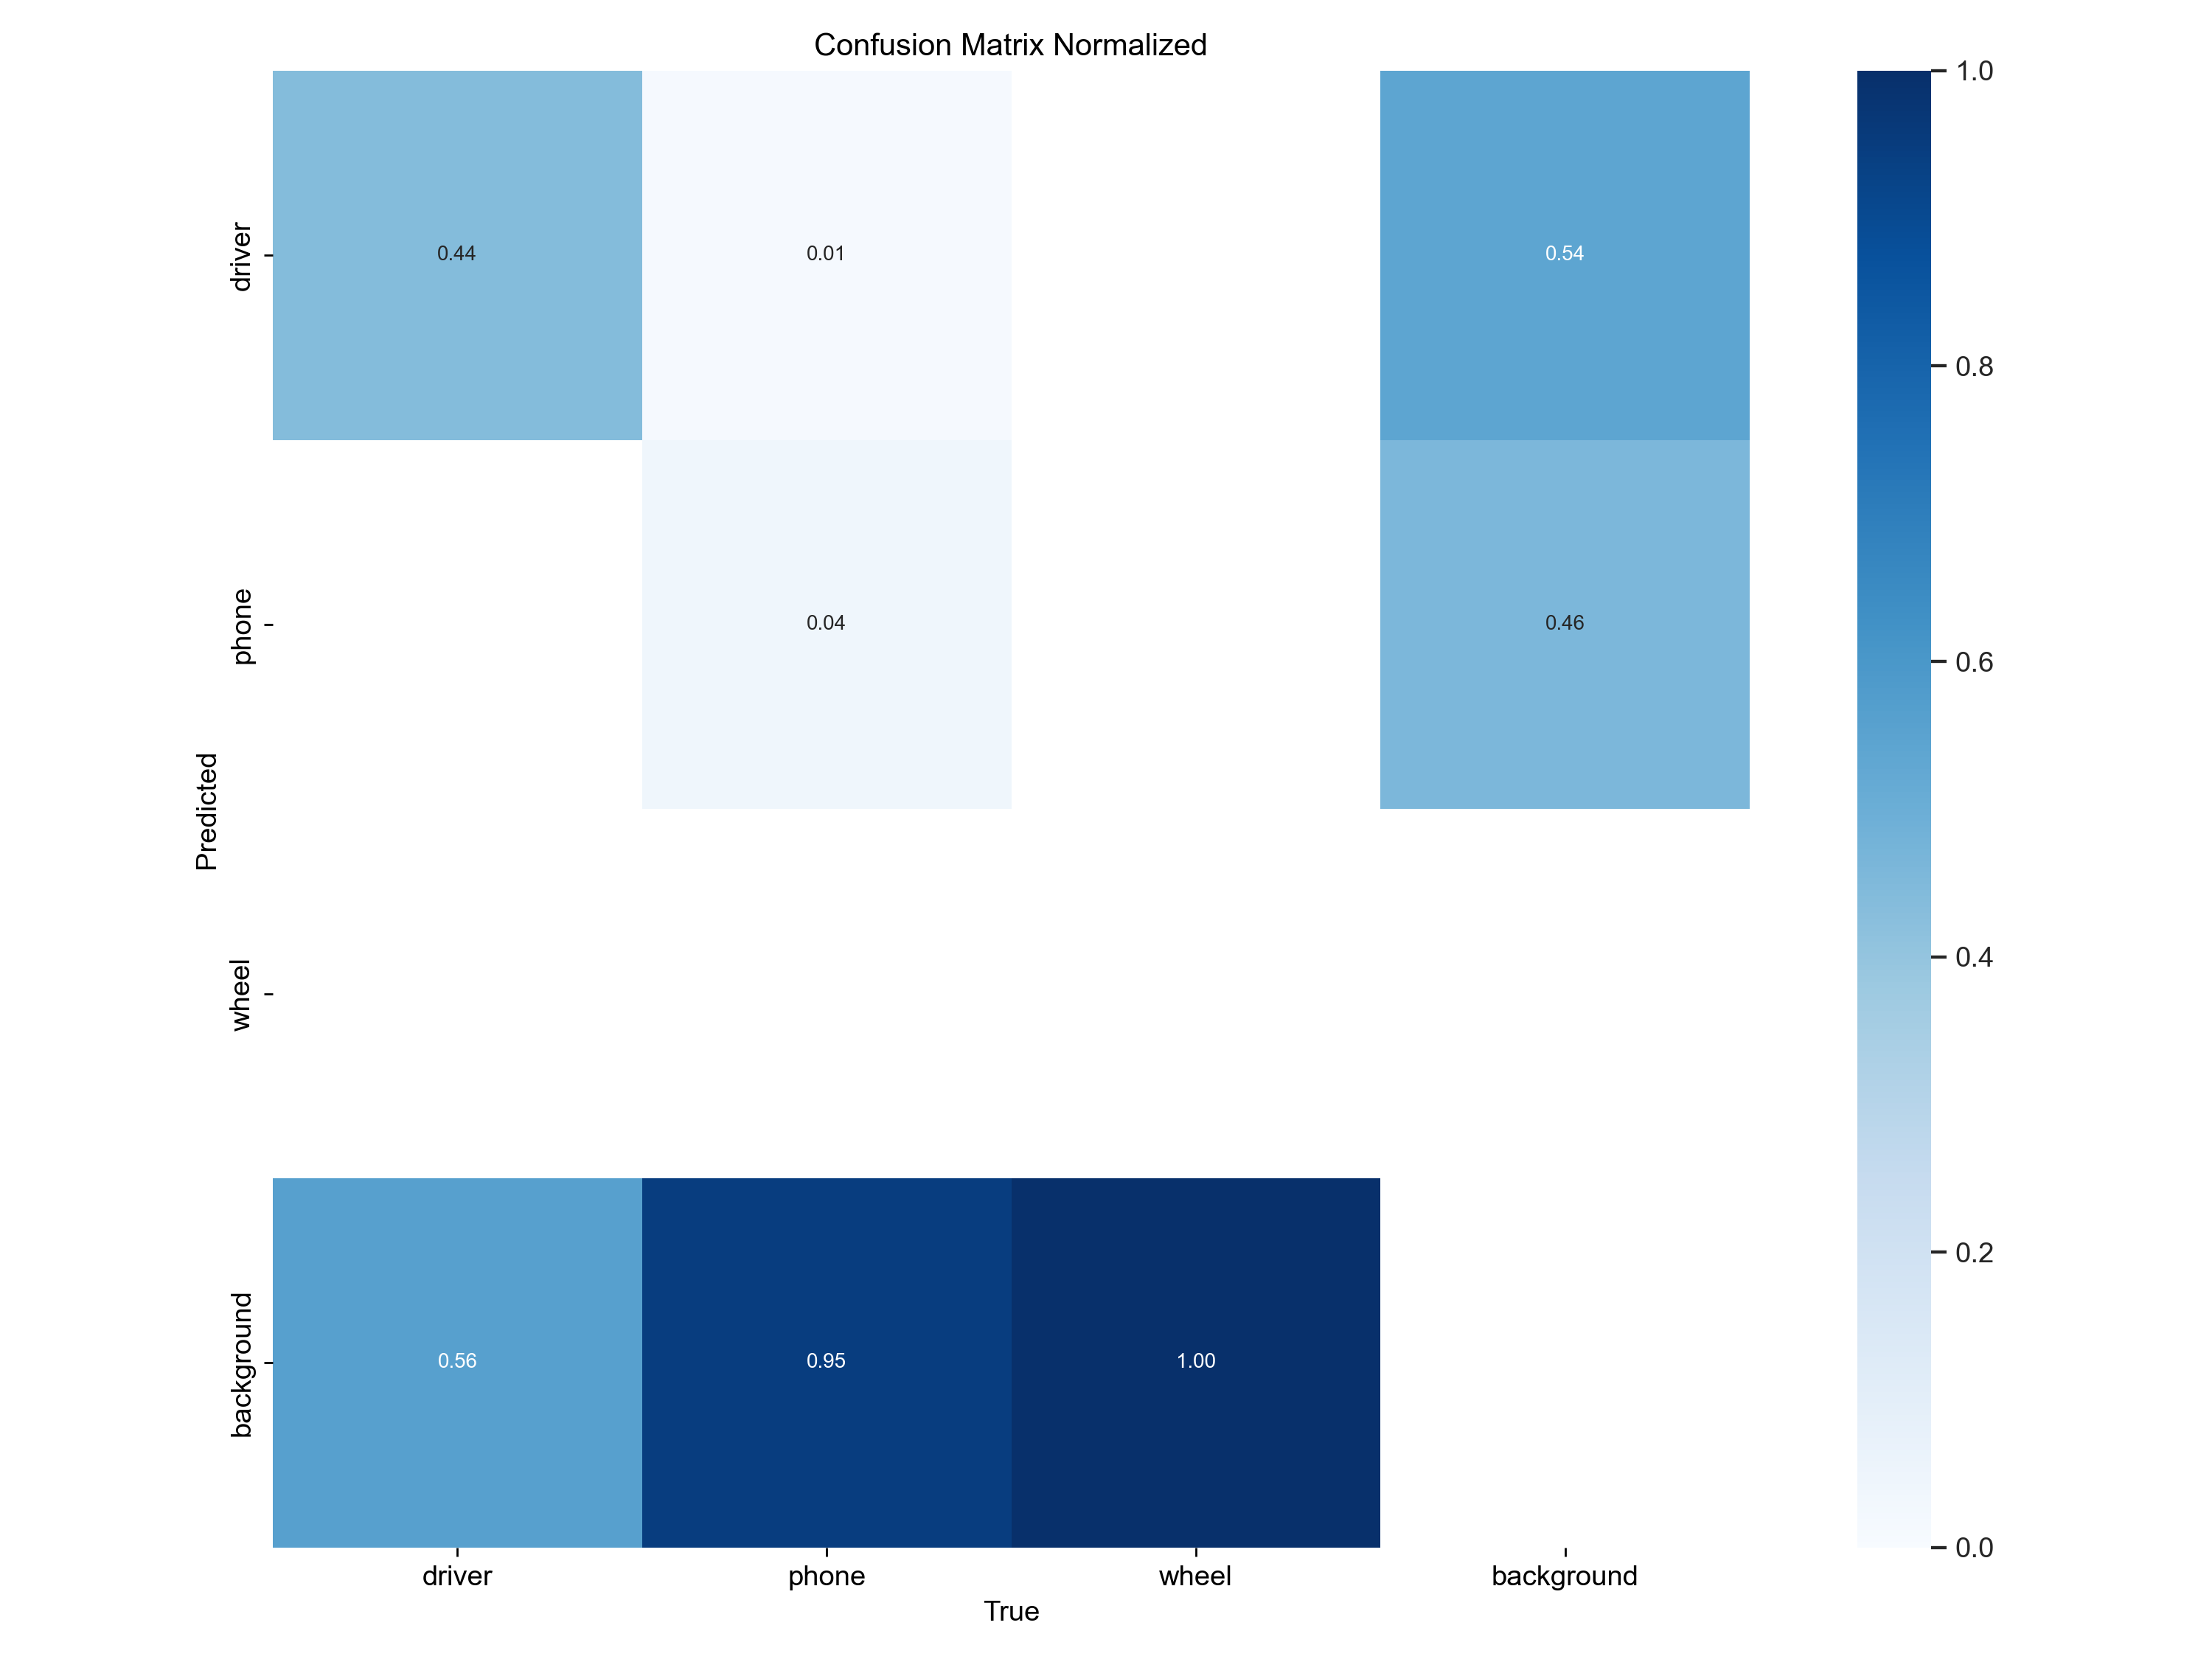 Confusion Matrix Normalized
driver
phone
wheel
background
Predicted
0.44
0.01
0.54
0.04
0.46
0.56
0.95
1.00
driver
phone
wheel
background
True
1.0
0.8
0.6
0.4
0.2
0.0